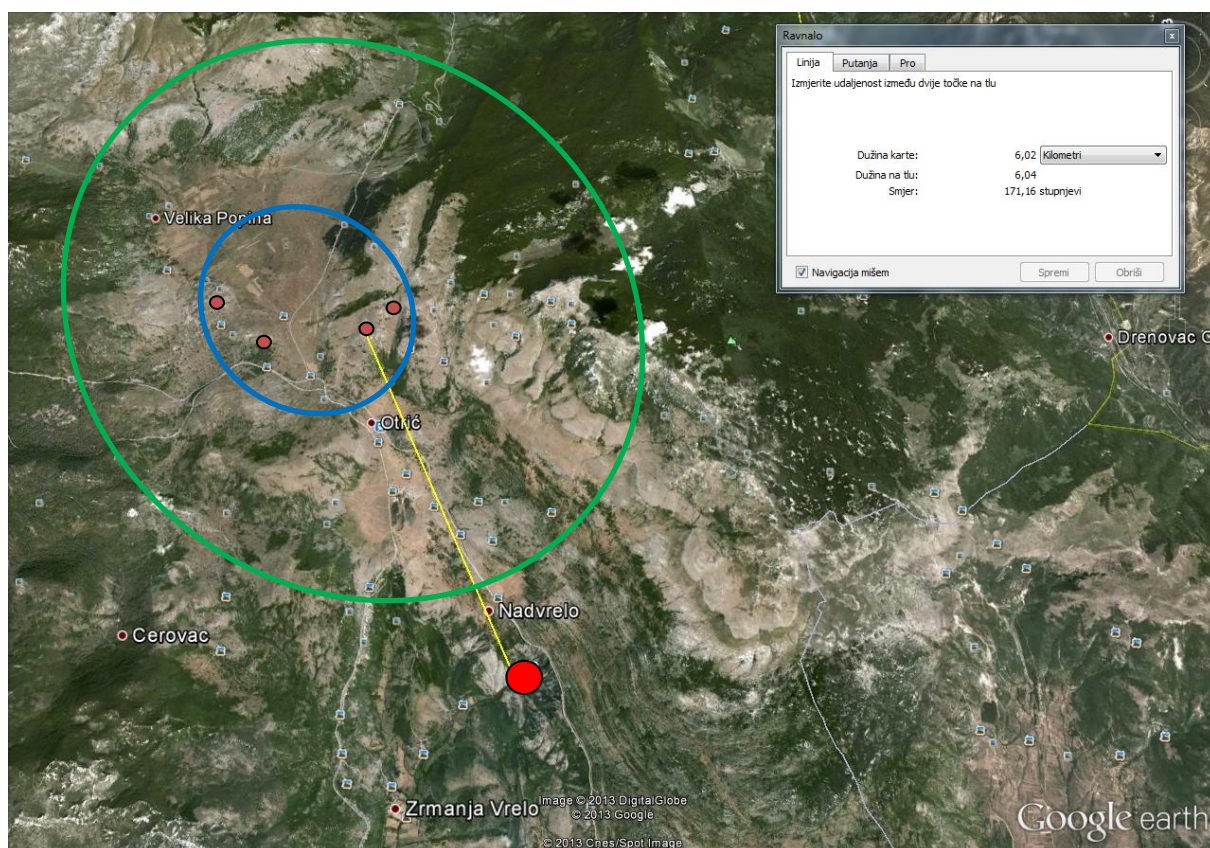 Ravnalo
Linija Putanja Pro
Izmjerite udaljenost između dvije točke na tlu
Dužina karte: 6,02 Kilometri
Dužina na tlu: 6,04
Smjer: 171,16 stupnjevi
Navigacija mišem Spremi Obriši
Velika Popina
Drenovac G
Otrić
Nadvrelo
Cerovac
Zrmanja Vrelo
Image © 2013 DigitalGlobe
© 2013 Google
© 2013 Cnes/Spot Image
Google earth